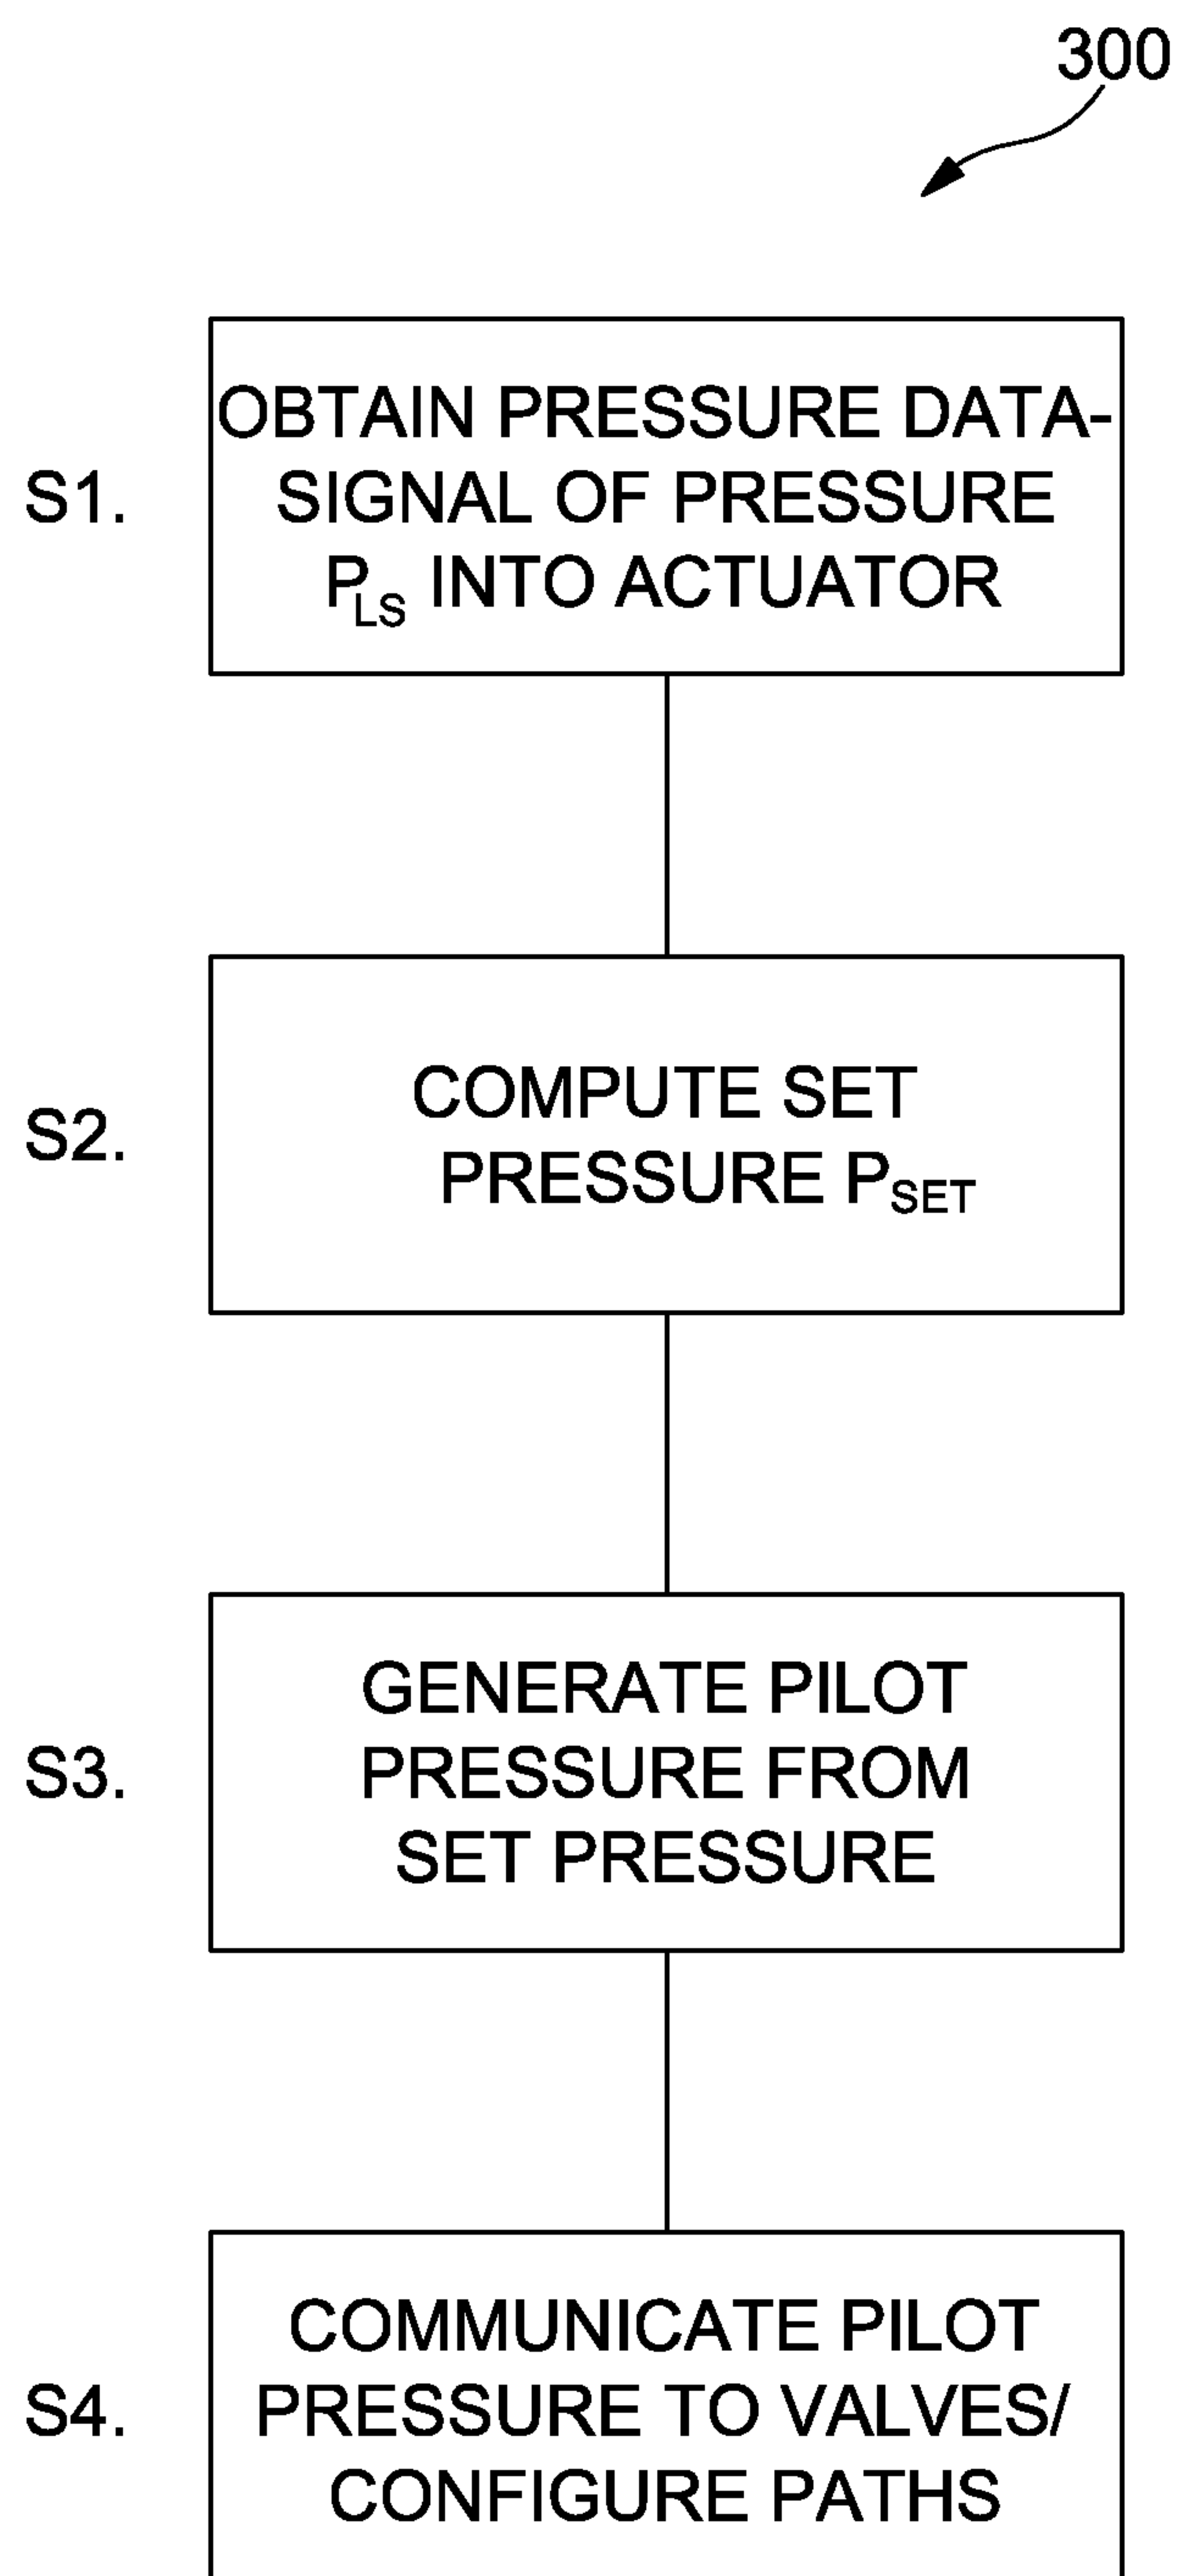 300
S1.
OBTAIN PRESSURE DATA-
SIGNAL OF PRESSURE
PLS INTO ACTUATOR
S2.
COMPUTE SET
PRESSURE PSET
S3.
GENERATE PILOT
PRESSURE FROM
SET PRESSURE
S4.
COMMUNICATE PILOT
PRESSURE TO VALVES/
CONFIGURE PATHS